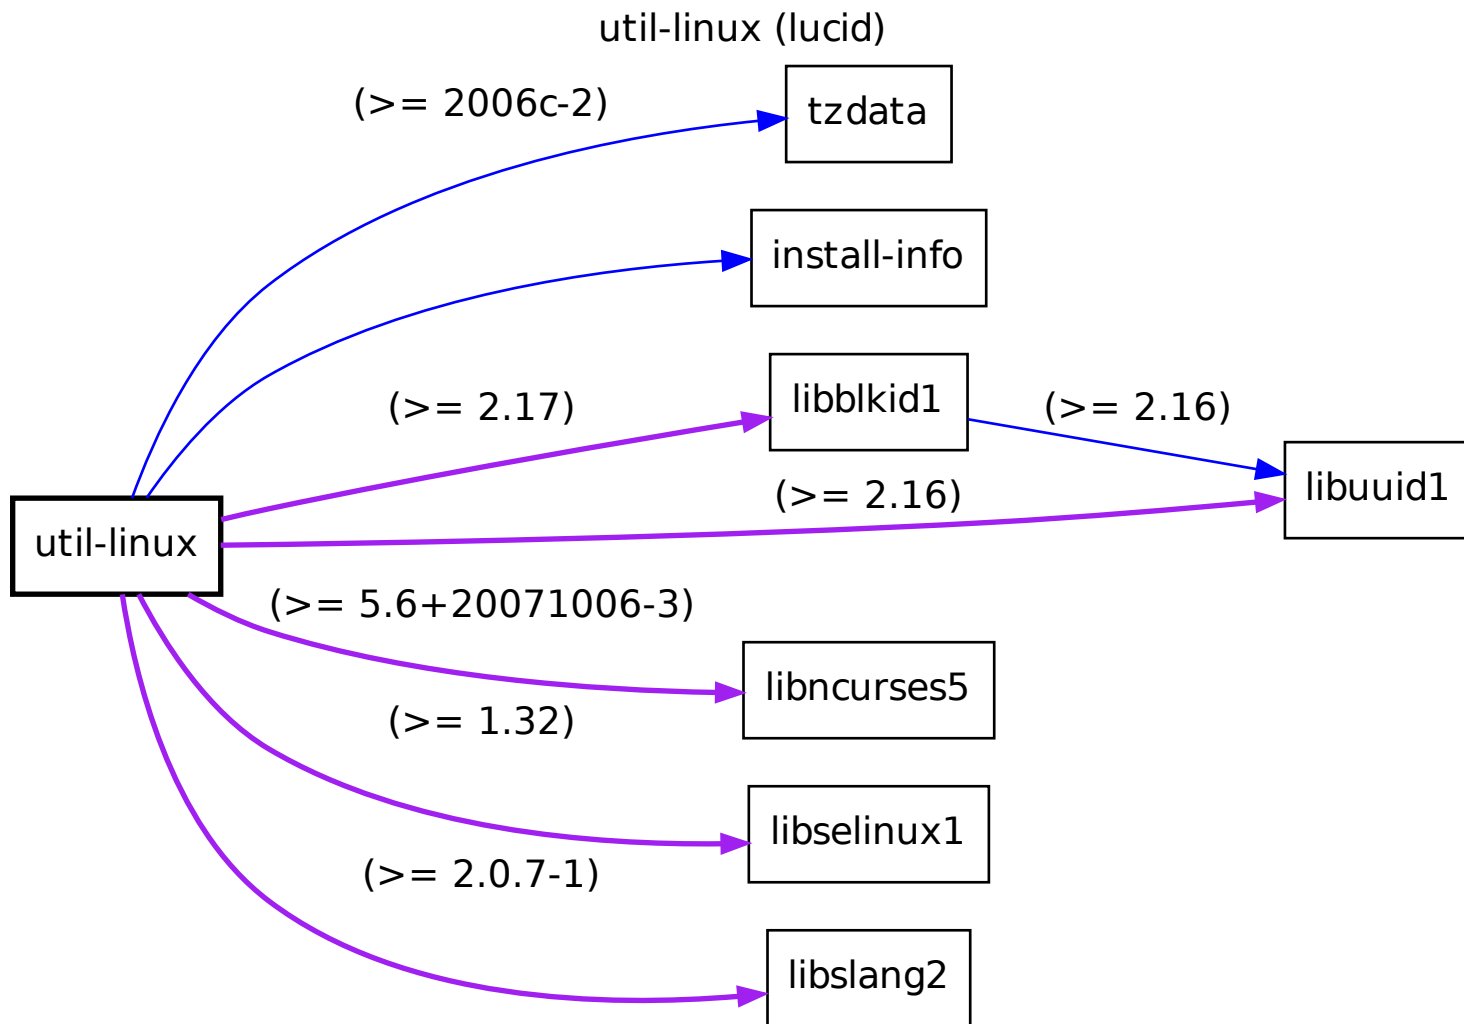 util-linux (lucid)
(>= 2006c-2)
tzdata
install-info
(>= 2.17)
libblkid1
(>= 2.16)
(>= 2.16)
libuuid1
util-linux
(>= 5.6+20071006-3)
libncurses5
(>= 1.32)
libselinux1
(>= 2.0.7-1)
libslang2